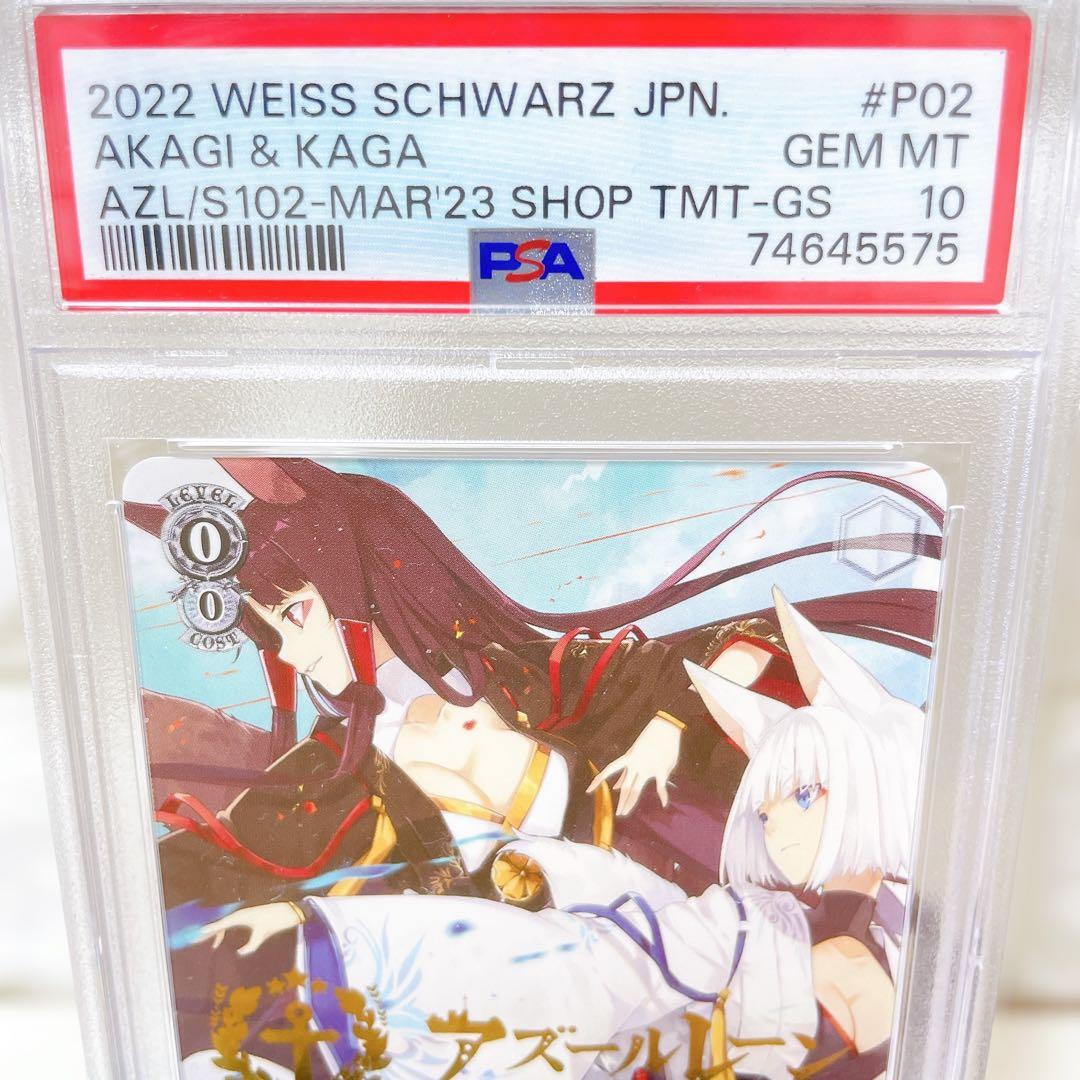 2022 WEISS SCHWARZ JPN. #P02
AKAGI & KAGA GEM MT
AZL/S102-MAR'23 SHOP TMT-GS 10
74645575
PSA
LEVEL
0
0
COST
アズールレーン